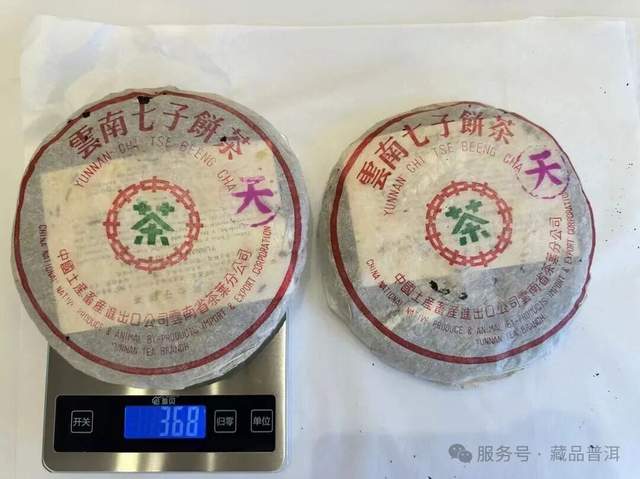 雲南七子餅茶
YUNNAN CHI TSE BEENG CHA
天
茶
中國土産畜産進出口公司雲南省茶葉分公司
CHINA NATIONAL NATIVE PRODUCE & ANIMAL BY-PRODUCTS IMPORT & EXPORT CORPORATION
YUNNAN TEA BRANCH
雲南七子餅茶
YUNNAN CHI TSE BEENG CHA
天
茶
中國土産畜産進出口公司雲南省茶葉分公司
CHINA NATIONAL NATIVE PRODUCE & ANIMAL BY-PRODUCTS IMPORT & EXPORT CORPORATION
YUNNAN TEA BRANCH
开关
368
归零
单位
服务号 · 藏品普洱